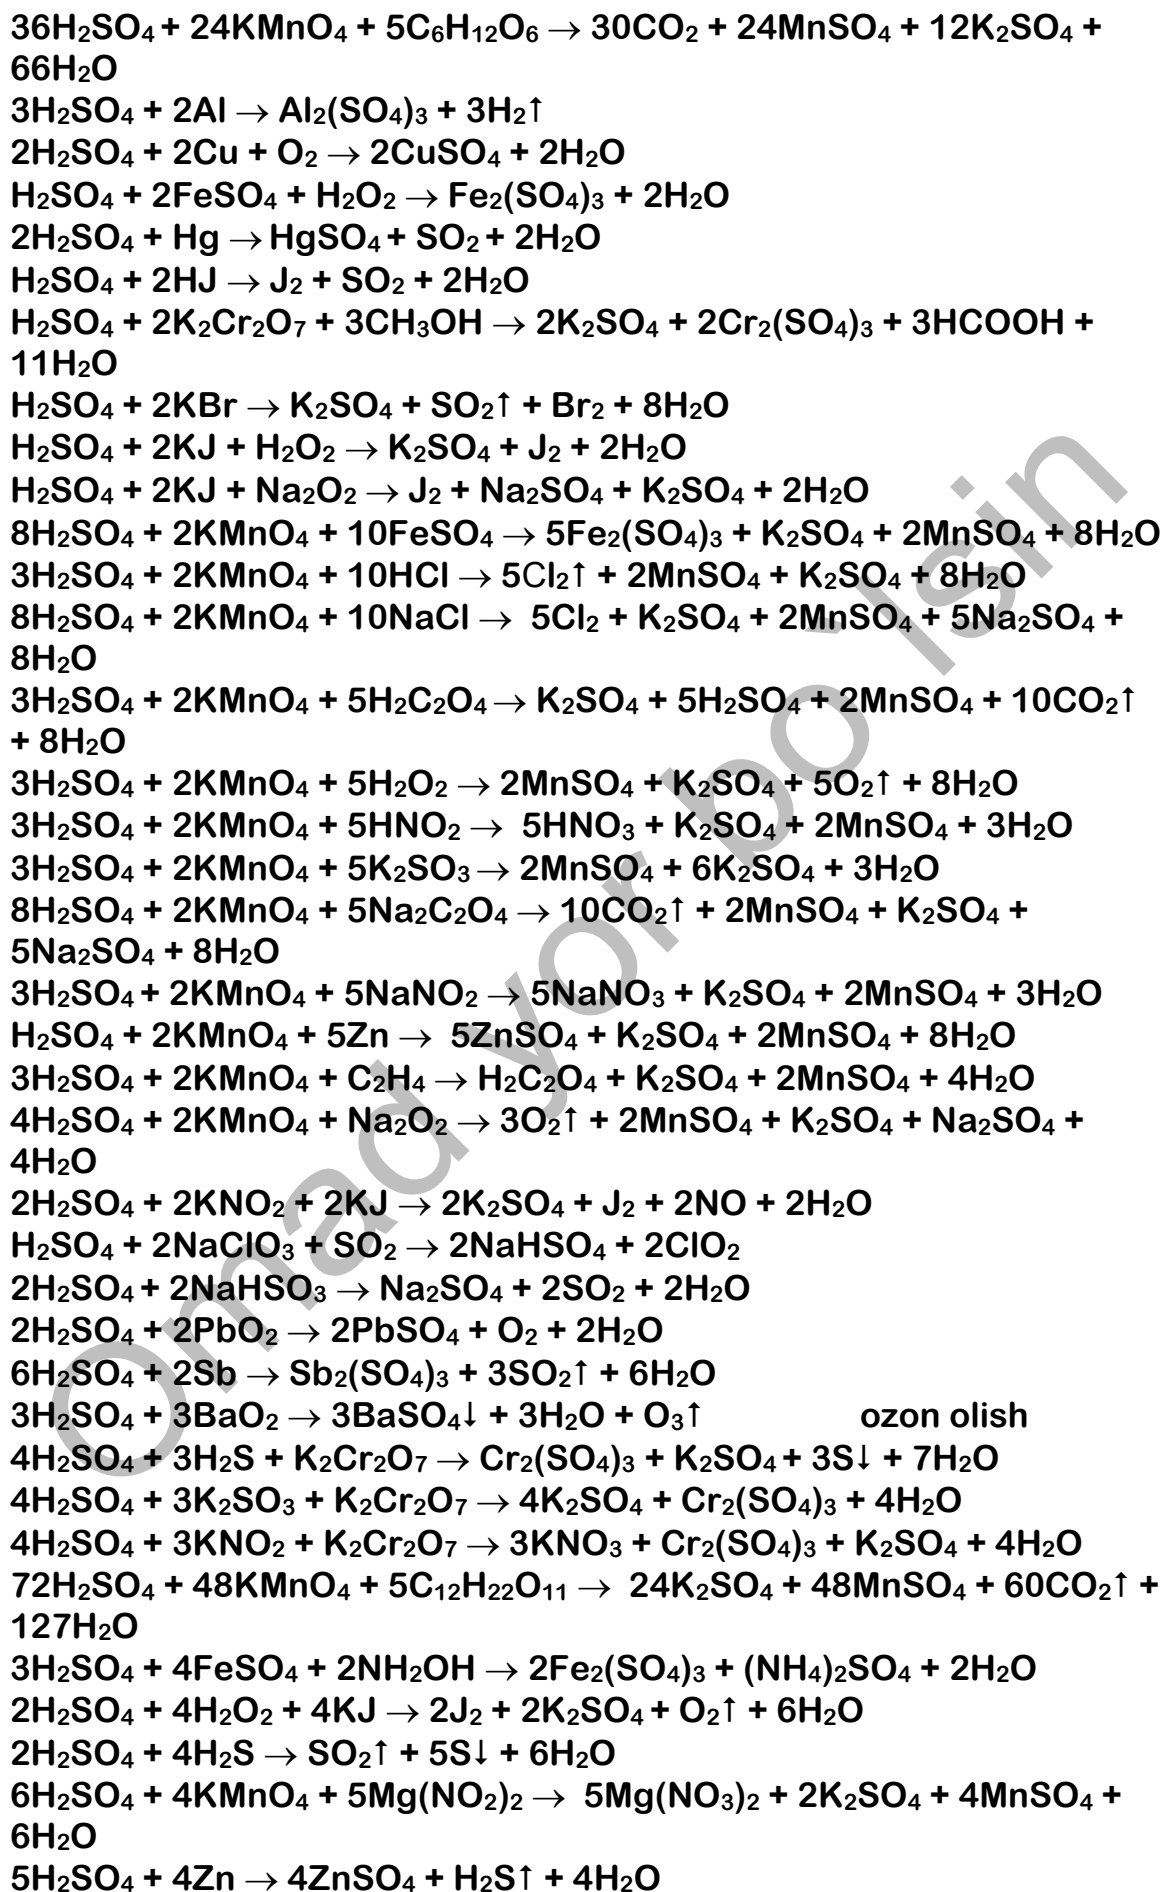 36H₂SO₄ + 24KMnO₄ + 5C₆H₁₂O₆ → 30CO₂ + 24MnSO₄ + 12K₂SO₄ +
66H₂O
3H₂SO₄ + 2Al → Al₂(SO₄)₃ + 3H₂↑
2H₂SO₄ + 2Cu + O₂ → 2CuSO₄ + 2H₂O
H₂SO₄ + 2FeSO₄ + H₂O₂ → Fe₂(SO₄)₃ + 2H₂O
2H₂SO₄ + Hg → HgSO₄ + SO₂ + 2H₂O
H₂SO₄ + 2HJ → J₂ + SO₂ + 2H₂O
H₂SO₄ + 2K₂Cr₂O₇ + 3CH₃OH → 2K₂SO₄ + 2Cr₂(SO₄)₃ + 3HCOOH +
11H₂O
H₂SO₄ + 2KBr → K₂SO₄ + SO₂↑ + Br₂ + 8H₂O
H₂SO₄ + 2KJ + H₂O₂ → K₂SO₄ + J₂ + 2H₂O
H₂SO₄ + 2KJ + Na₂O₂ → J₂ + Na₂SO₄ + K₂SO₄ + 2H₂O
8H₂SO₄ + 2KMnO₄ + 10FeSO₄ → 5Fe₂(SO₄)₃ + K₂SO₄ + 2MnSO₄ + 8H₂O
3H₂SO₄ + 2KMnO₄ + 10HCl → 5Cl₂↑ + 2MnSO₄ + K₂SO₄ + 8H₂O
8H₂SO₄ + 2KMnO₄ + 10NaCl → 5Cl₂ + K₂SO₄ + 2MnSO₄ + 5Na₂SO₄ +
8H₂O
3H₂SO₄ + 2KMnO₄ + 5H₂C₂O₄ → K₂SO₄ + 5H₂SO₄ + 2MnSO₄ + 10CO₂↑
+ 8H₂O
3H₂SO₄ + 2KMnO₄ + 5H₂O₂ → 2MnSO₄ + K₂SO₄ + 5O₂↑ + 8H₂O
3H₂SO₄ + 2KMnO₄ + 5HNO₂ → 5HNO₃ + K₂SO₄ + 2MnSO₄ + 3H₂O
3H₂SO₄ + 2KMnO₄ + 5K₂SO₃ → 2MnSO₄ + 6K₂SO₄ + 3H₂O
8H₂SO₄ + 2KMnO₄ + 5Na₂C₂O₄ → 10CO₂↑ + 2MnSO₄ + K₂SO₄ +
5Na₂SO₄ + 8H₂O
3H₂SO₄ + 2KMnO₄ + 5NaNO₂ → 5NaNO₃ + K₂SO₄ + 2MnSO₄ + 3H₂O
H₂SO₄ + 2KMnO₄ + 5Zn → 5ZnSO₄ + K₂SO₄ + 2MnSO₄ + 8H₂O
3H₂SO₄ + 2KMnO₄ + C₂H₄ → H₂C₂O₄ + K₂SO₄ + 2MnSO₄ + 4H₂O
4H₂SO₄ + 2KMnO₄ + Na₂O₂ → 3O₂↑ + 2MnSO₄ + K₂SO₄ + Na₂SO₄ +
4H₂O
2H₂SO₄ + 2KNO₂ + 2KJ → 2K₂SO₄ + J₂ + 2NO + 2H₂O
H₂SO₄ + 2NaClO₃ + SO₂ → 2NaHSO₄ + 2ClO₂
2H₂SO₄ + 2NaHSO₃ → Na₂SO₄ + 2SO₂ + 2H₂O
2H₂SO₄ + 2PbO₂ → 2PbSO₄ + O₂ + 2H₂O
6H₂SO₄ + 2Sb → Sb₂(SO₄)₃ + 3SO₂↑ + 6H₂O
3H₂SO₄ + 3BaO₂ → 3BaSO₄↓ + 3H₂O + O₃↑ ozon olish
4H₂SO₄ + 3H₂S + K₂Cr₂O₇ → Cr₂(SO₄)₃ + K₂SO₄ + 3S↓ + 7H₂O
4H₂SO₄ + 3K₂SO₃ + K₂Cr₂O₇ → 4K₂SO₄ + Cr₂(SO₄)₃ + 4H₂O
4H₂SO₄ + 3KNO₂ + K₂Cr₂O₇ → 3KNO₃ + Cr₂(SO₄)₃ + K₂SO₄ + 4H₂O
72H₂SO₄ + 48KMnO₄ + 5C₁₂H₂₂O₁₁ → 24K₂SO₄ + 48MnSO₄ + 60CO₂↑ +
127H₂O
3H₂SO₄ + 4FeSO₄ + 2NH₂OH → 2Fe₂(SO₄)₃ + (NH₄)₂SO₄ + 2H₂O
2H₂SO₄ + 4H₂O₂ + 4KJ → 2J₂ + 2K₂SO₄ + O₂↑ + 6H₂O
2H₂SO₄ + 4H₂S → SO₂↑ + 5S↓ + 6H₂O
6H₂SO₄ + 4KMnO₄ + 5Mg(NO₂)₂ → 5Mg(NO₃)₂ + 2K₂SO₄ + 4MnSO₄ +
6H₂O
5H₂SO₄ + 4Zn → 4ZnSO₄ + H₂S↑ + 4H₂O
Omad yor bo`lsin